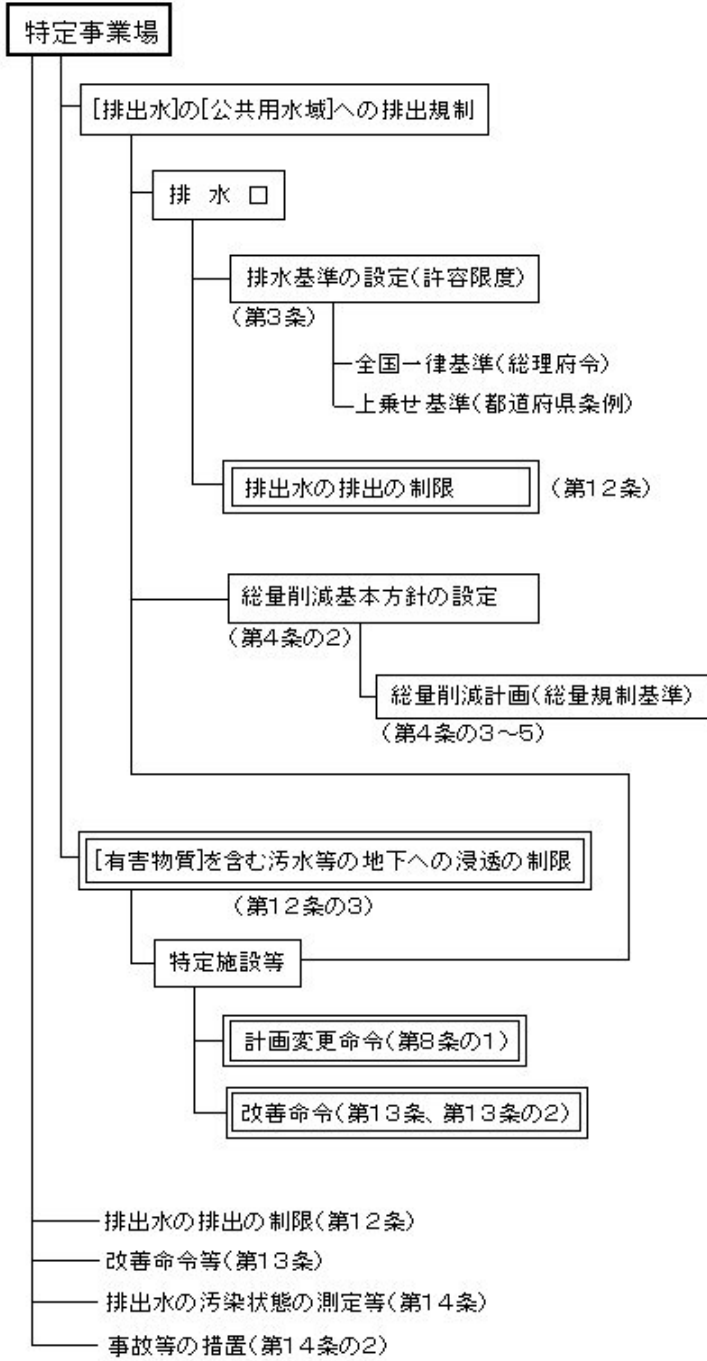 特定事業場
[排出水]の[公共用水域]への排出規制
排 水 口
排水基準の設定(許容限度)
(第3条)
全国一律基準(総理府令)
上乗せ基準(都道府県条例)
排出水の排出の制限 (第12条)
総量削減基本方針の設定
(第4条の2)
総量削減計画(総量規制基準)
(第4条の3～5)
[有害物質]を含む汚水等の地下への浸透の制限
(第12条の3)
特定施設等
計画変更命令(第8条の1)
改善命令(第13条、第13条の2)
排出水の排出の制限(第12条)
改善命令等(第13条)
排出水の汚染状態の測定等(第14条)
事故等の措置(第14条の2)